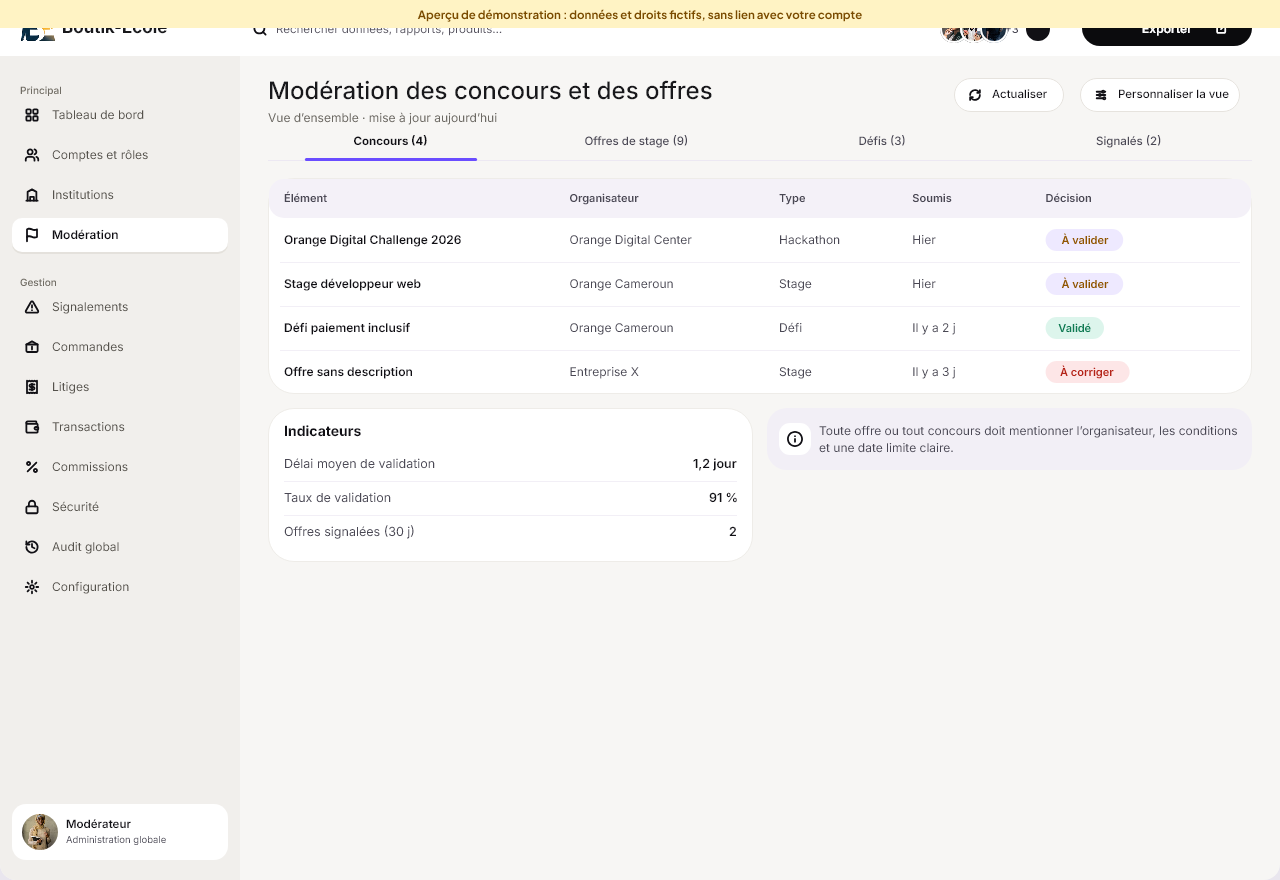 Aperçu de démonstration : données et droits fictifs, sans lien avec votre compte
Boutik-École
Rechercher données, rapports, produits...
+3
Exporter
Principal
Tableau de bord
Comptes et rôles
Institutions
Modération
Gestion
Signalements
Commandes
Litiges
Transactions
Commissions
Sécurité
Audit global
Configuration
Modérateur
Administration globale
Modération des concours et des offres
Vue d’ensemble · mise à jour aujourd’hui
Actualiser
Personnaliser la vue
Concours (4) Offres de stage (9) Défis (3) Signalés (2)
Élément Organisateur Type Soumis Décision
Orange Digital Challenge 2026 Orange Digital Center Hackathon Hier À valider
Stage développeur web Orange Cameroun Stage Hier À valider
Défi paiement inclusif Orange Cameroun Défi Il y a 2 j Validé
Offre sans description Entreprise X Stage Il y a 3 j À corriger
Indicateurs
Délai moyen de validation 1,2 jour
Taux de validation 91 %
Offres signalées (30 j) 2
Toute offre ou tout concours doit mentionner l’organisateur, les conditions
et une date limite claire.